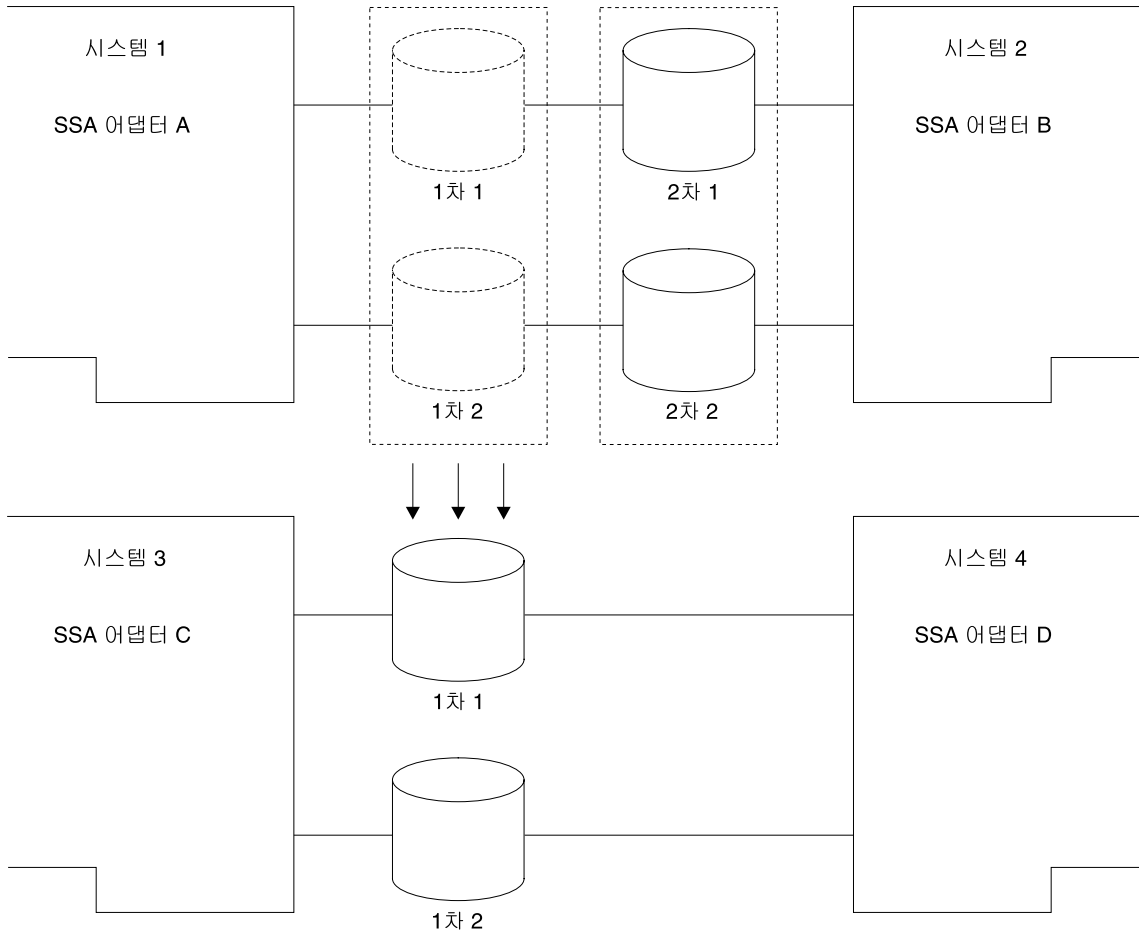 시스템 1
SSA 어댑터 A
시스템 2
SSA 어댑터 B
1차 1
2차 1
1차 2
2차 2
시스템 3
SSA 어댑터 C
시스템 4
SSA 어댑터 D
1차 1
1차 2